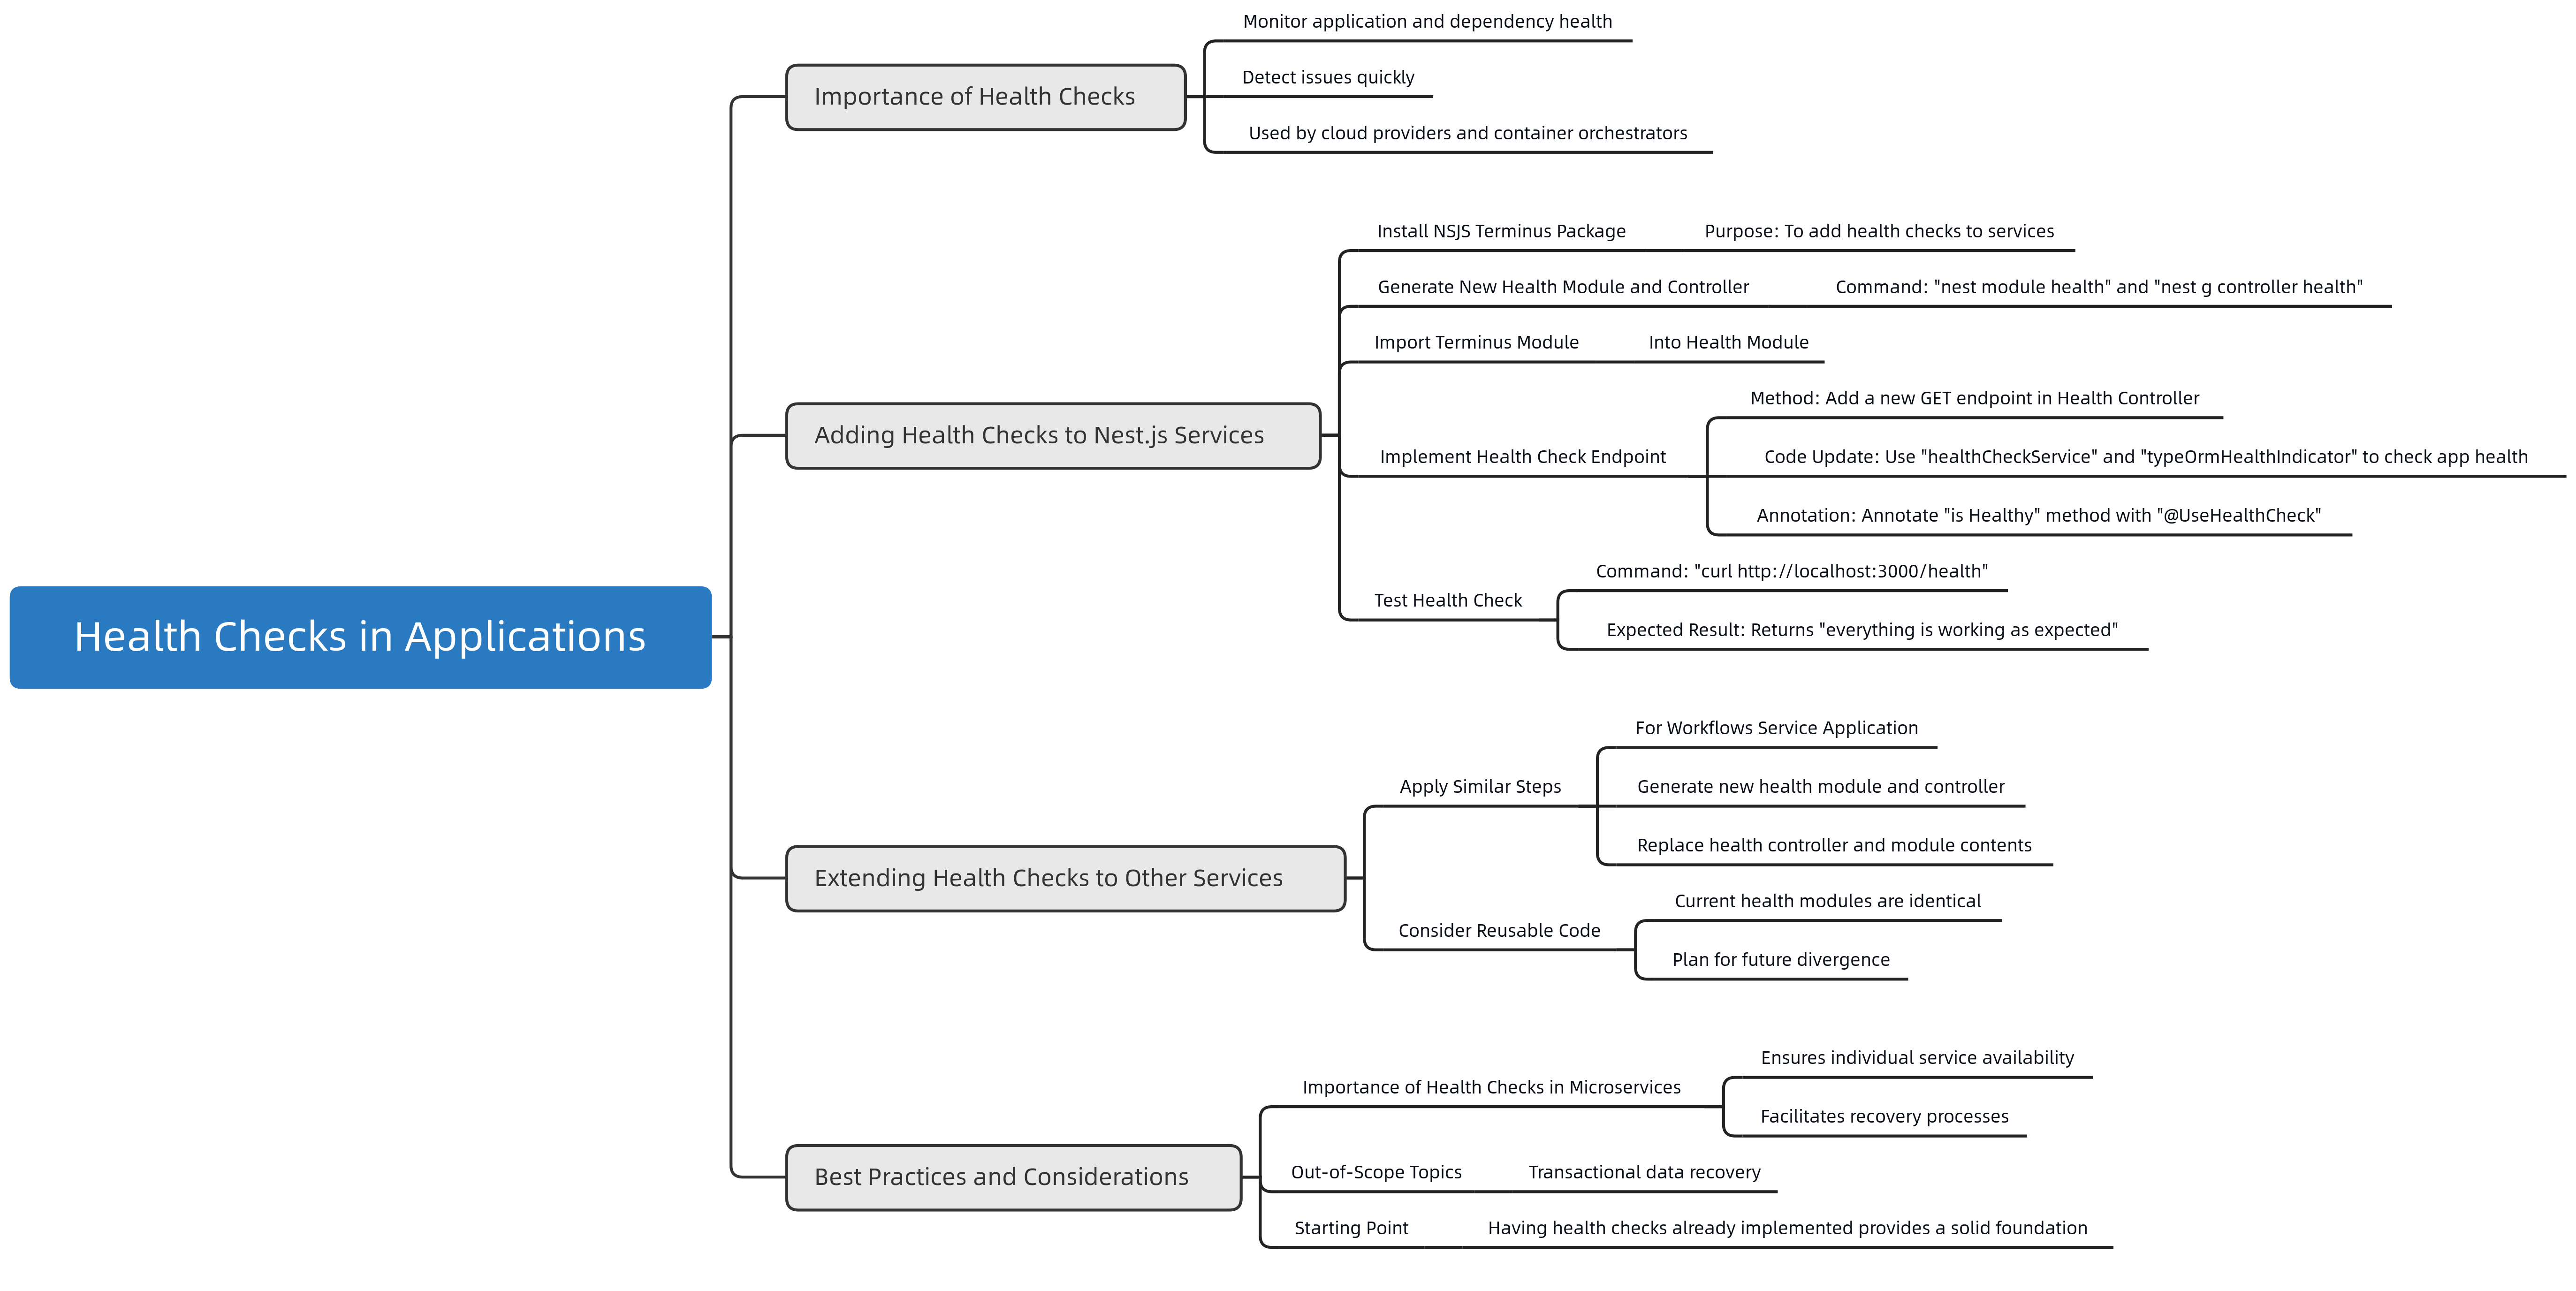 Health Checks in Applications
Importance of Health Checks
Monitor application and dependency health
Detect issues quickly
Used by cloud providers and container orchestrators
Adding Health Checks to Nest.js Services
Install NSJS Terminus Package
Purpose: To add health checks to services
Generate New Health Module and Controller
Command: "nest module health" and "nest g controller health"
Import Terminus Module
Into Health Module
Implement Health Check Endpoint
Method: Add a new GET endpoint in Health Controller
Code Update: Use "healthCheckService" and "typeOrmHealthIndicator" to check app health
Annotation: Annotate "is Healthy" method with "@UseHealthCheck"
Test Health Check
Command: "curl http://localhost:3000/health"
Expected Result: Returns "everything is working as expected"
Extending Health Checks to Other Services
Apply Similar Steps
For Workflows Service Application
Generate new health module and controller
Replace health controller and module contents
Consider Reusable Code
Current health modules are identical
Plan for future divergence
Best Practices and Considerations
Importance of Health Checks in Microservices
Ensures individual service availability
Facilitates recovery processes
Out-of-Scope Topics
Transactional data recovery
Starting Point
Having health checks already implemented provides a solid foundation